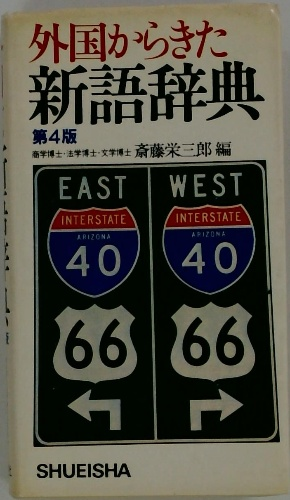 外国からきた
新語辞典
第4版
商学博士・法学博士・文学博士 斎藤栄三郎 編
EAST WEST
INTERSTATE INTERSTATE
ARIZONA ARIZONA
40 40
66 66
SHUEISHA